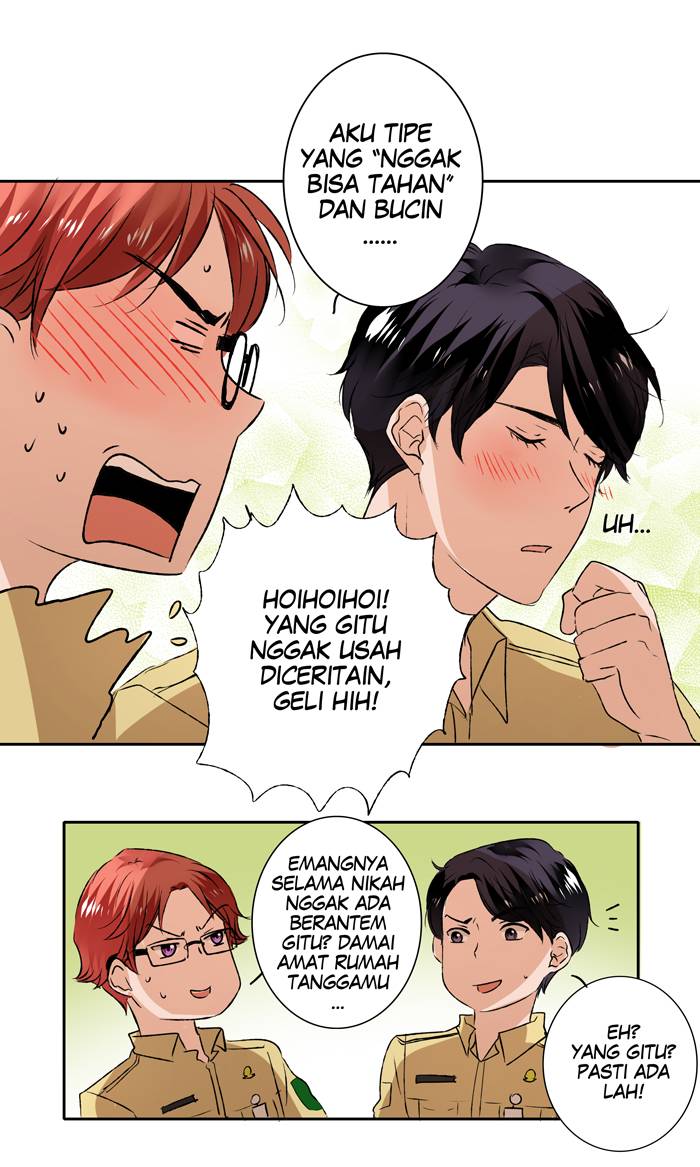 AKU TIPE
YANG "NGGAK
BISA TAHAN"
DAN BUCIN
......
UH...
HOIHOIHOI!
YANG GITU
NGGAK USAH
DICERITAIN,
GELI HIH!
EMANGNYA
SELAMA NIKAH
NGGAK ADA
BERANTEM
GITU? DAMAI
AMAT RUMAH
TANGGAMU
...
EH?
YANG GITU?
PASTI ADA
LAH!